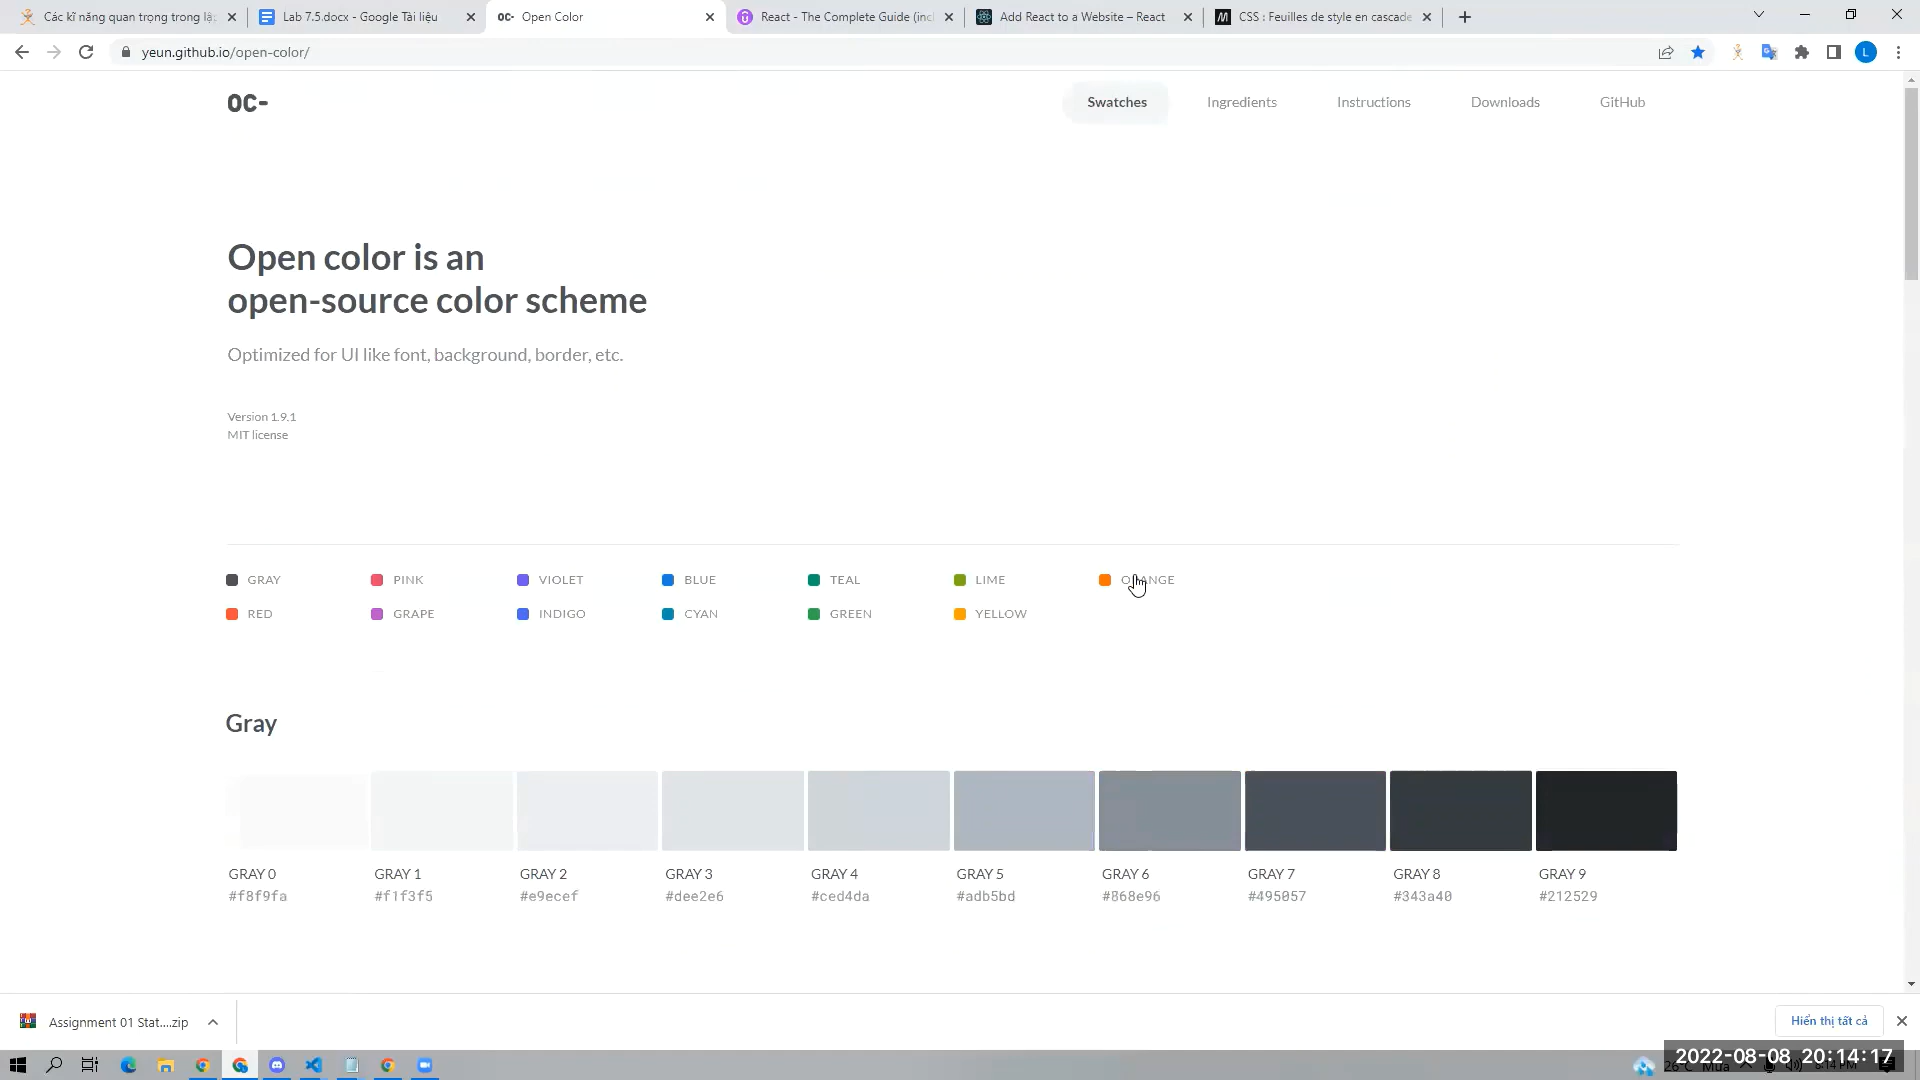 Các kĩ năng quan trọng trong lậ
Lab 7.5.docx - Google Tài liệu
OC- Open Color
React - The Complete Guide (inc
Add React to a Website – React
CSS : Feuilles de style en cascade
yeun.github.io/open-color/
L
OC-
Swatches
Ingredients
Instructions
Downloads
GitHub
Open color is an
open-source color scheme
Optimized for UI like font, background, border, etc.
Version 1.9.1
MIT license
GRAY
PINK
VIOLET
BLUE
TEAL
LIME
ORANGE
RED
GRAPE
INDIGO
CYAN
GREEN
YELLOW
Gray
GRAY 0
GRAY 1
GRAY 2
GRAY 3
GRAY 4
GRAY 5
GRAY 6
GRAY 7
GRAY 8
GRAY 9
#f8f9fa
#f1f3f5
#e9ecef
#dee2e6
#ced4da
#adb5bd
#868e96
#495057
#343a40
#212529
Assignment 01 Stat....zip
Hiển thị tất cả
2022-08-08 20:14:17
26°C Mưa